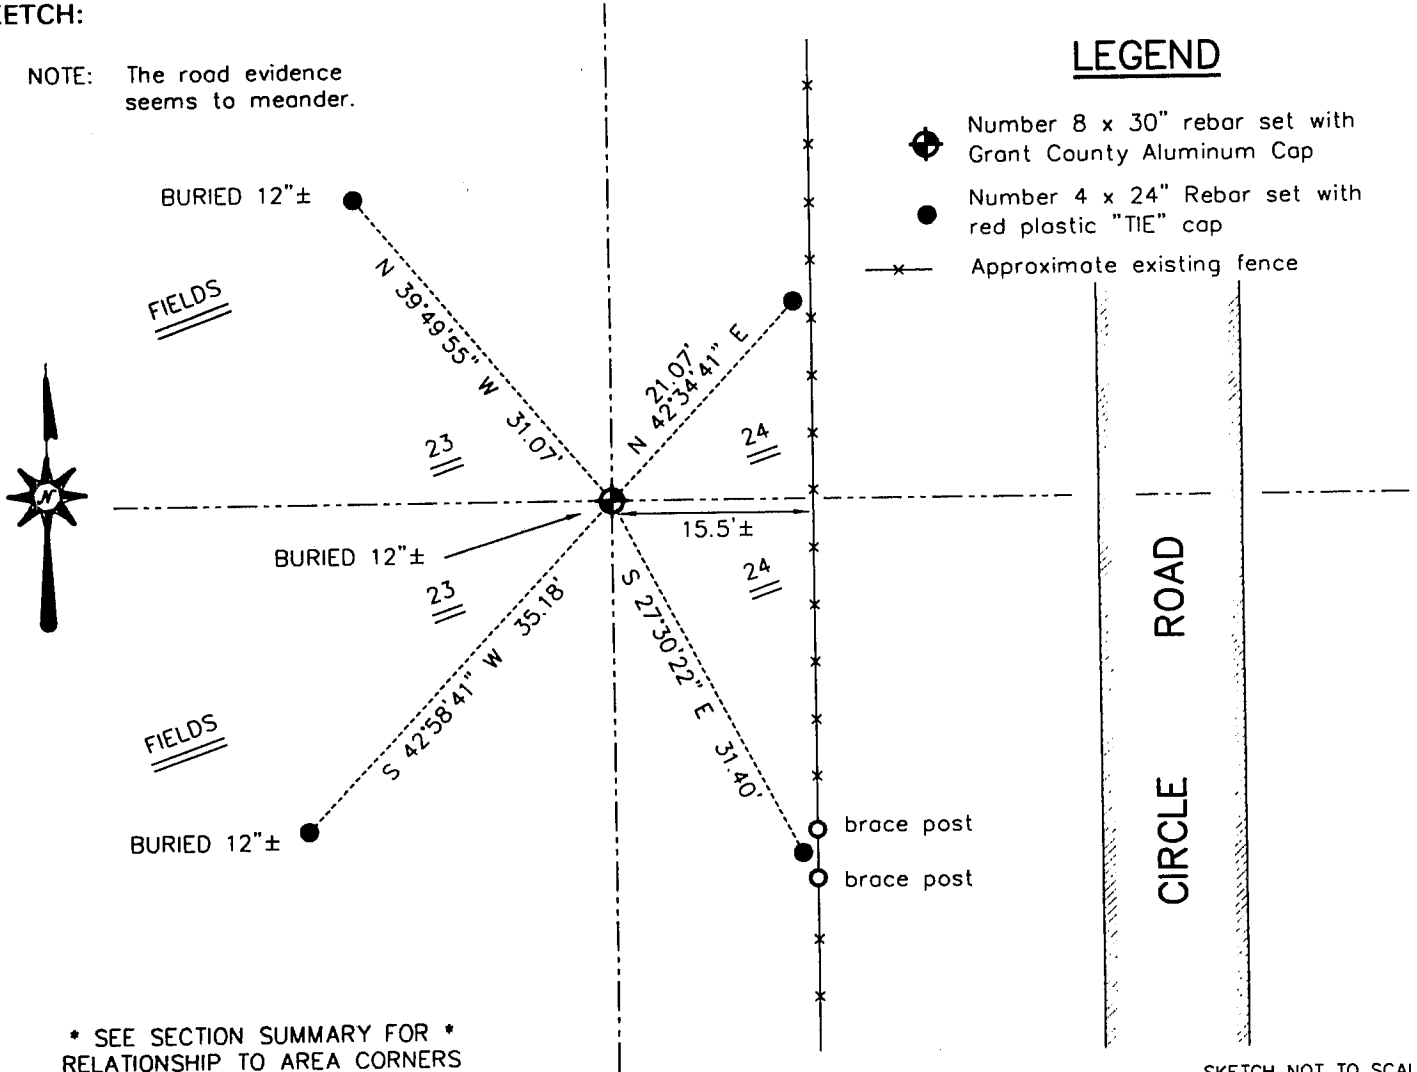 SKETCH:
NOTE: The road evidence
seems to meander.
LEGEND
Number 8 x 30" rebar set with
Grant County Aluminum Cap
Number 4 x 24" Rebar set with
red plastic "TIE" cap
Approximate existing fence
BURIED 12"±
FIELDS
N 39°49'55" W 31.07'
21.07'
N 42°34'41" E
23
24
N
15.5'±
BURIED 12"±
23
24
S 42°58'41" W 35.18'
S 27°30'22" E 31.40'
FIELDS
BURIED 12"±
brace post
brace post
CIRCLE ROAD
* SEE SECTION SUMMARY FOR *
RELATIONSHIP TO AREA CORNERS
SKETCH NOT TO SCAL